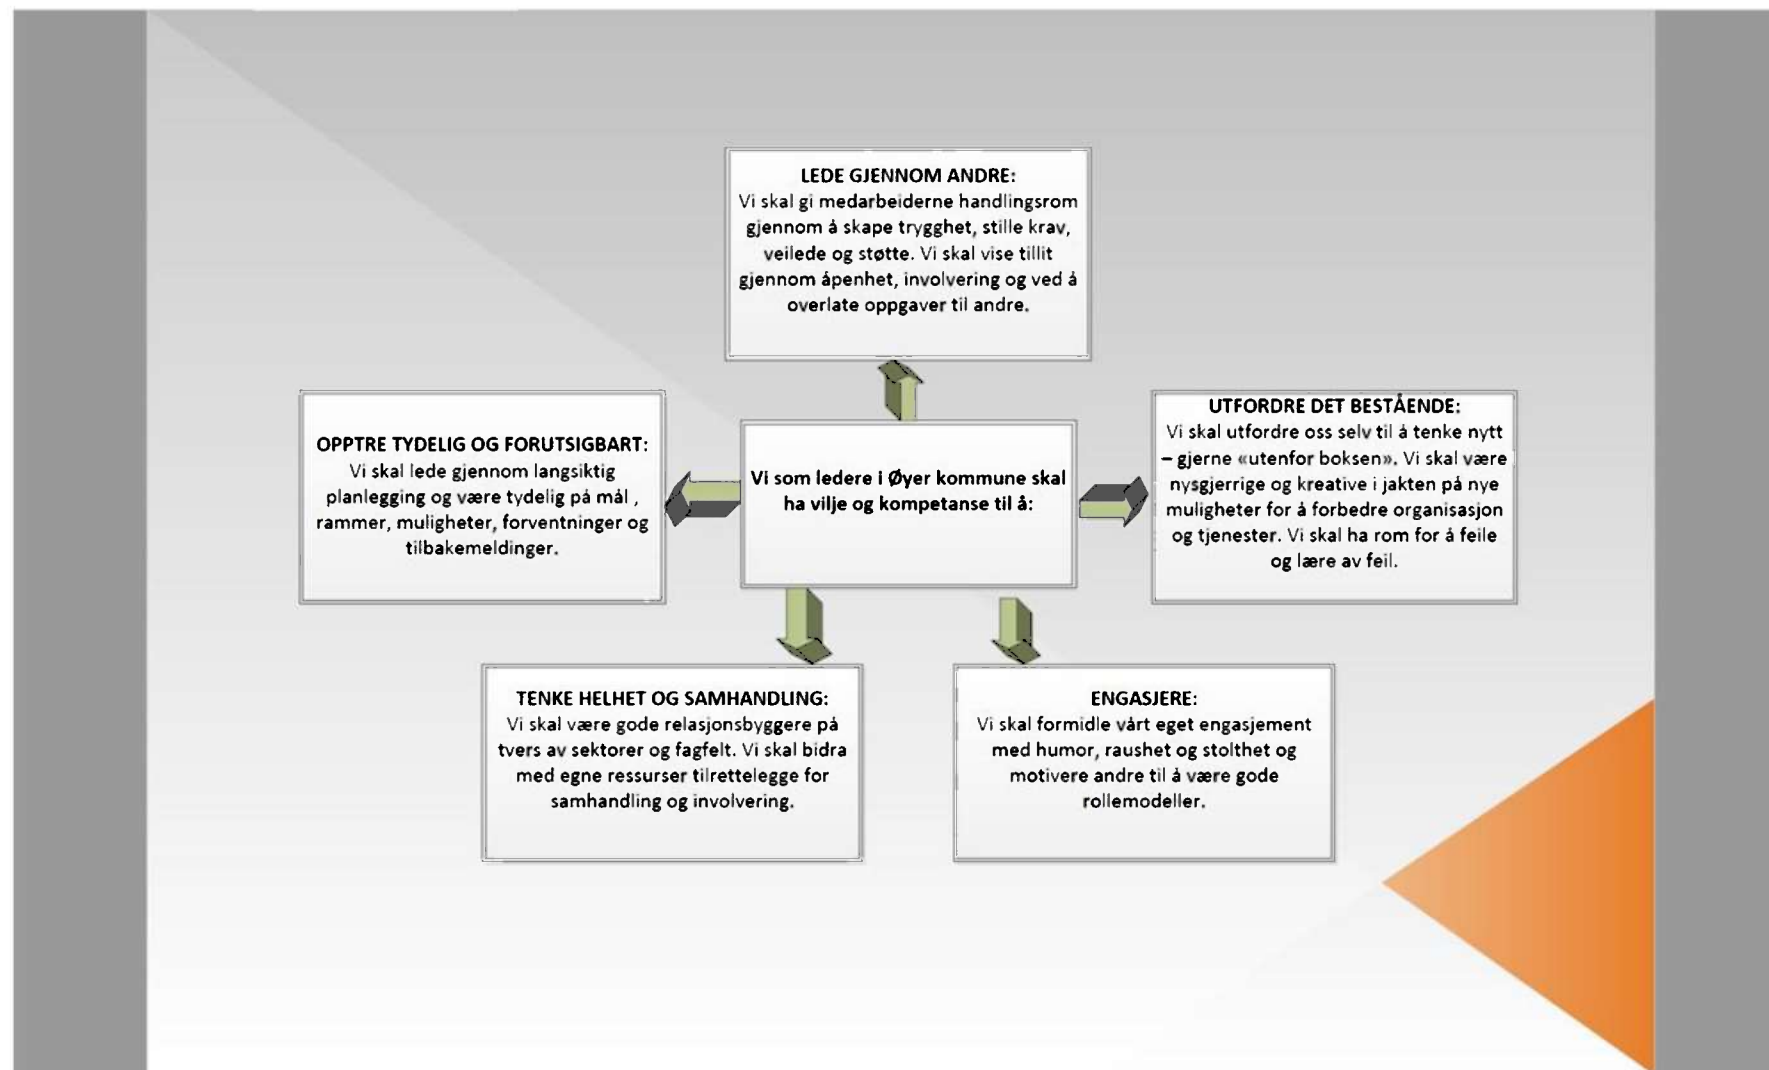 LEDE GJENNOM ANDRE:
Vi skal gi medarbeiderne handlingsrom
gjennom å skape trygghet, stille krav,
veilede og støtte. Vi skal vise tillit
gjennom åpenhet, involvering og ved å
overlate oppgaver til andre.
OPPTRE TYDELIG OG FORUTSIGBART:
Vi skal lede gjennom langsiktig
planlegging og være tydelig på mål ,
rammer, muligheter, forventninger og
tilbakemeldinger.
Vi som ledere i Øyer kommune skal
ha vilje og kompetanse til å:
UTFORDRE DET BESTÅENDE:
Vi skal utfordre oss selv til å tenke nytt
– gjerne «utenfor boksen». Vi skal være
nysgjerrige og kreative i jakten på nye
muligheter for å forbedre organisasjon
og tjenester. Vi skal ha rom for å feile
og lære av feil.
TENKE HELHET OG SAMHANDLING:
Vi skal være gode relasjonsbyggere på
tvers av sektorer og fagfelt. Vi skal bidra
med egne ressurser tilrettelegge for
samhandling og involvering.
ENGASJERE:
Vi skal formidle vårt eget engasjement
med humor, raushet og stolthet og
motivere andre til å være gode
rollemodeller.